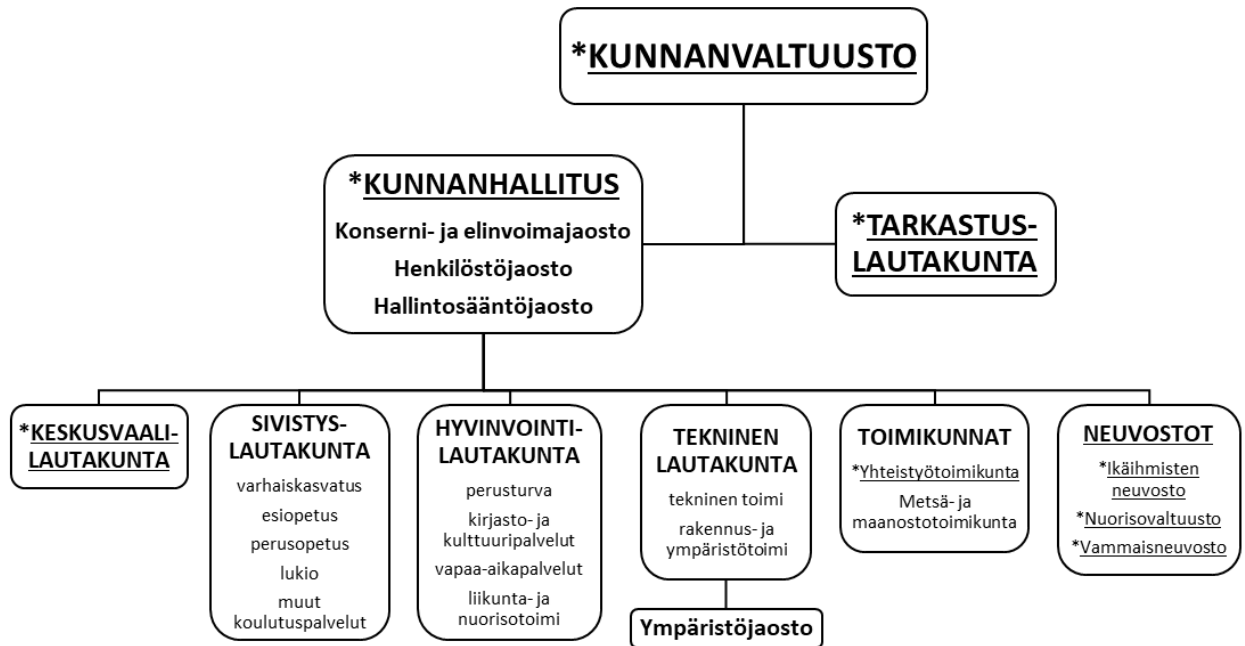 *KUNNANVALTUUSTO
*KUNNANHALLITUS
Konserni- ja elinvoimajaosto
Henkilöstöjaosto
Hallintosääntöjaosto
*TARKASTUS-
LAUTAKUNTA
*KESKUSVAALI-
LAUTAKUNTA
SIVISTYS-
LAUTAKUNTA
varhaiskasvatus
esiopetus
perusopetus
lukio
muut
koulutuspalvelut
HYVINVOINTI-
LAUTAKUNTA
perusturva
kirjasto- ja
kulttuuripalvelut
vapaa-aikapalvelut
liikunta- ja
nuorisotoimi
TEKNINEN
LAUTAKUNTA
tekninen toimi
rakennus- ja
ympäristötoimi
Ympäristöjaosto
TOIMIKUNNAT
*Yhteistyötoimikunta
Metsä- ja
maanostotoimikunta
NEUVOSTOT
*Ikäihmisten
neuvosto
*Nuorisovaltuusto
*Vammaisneuvosto